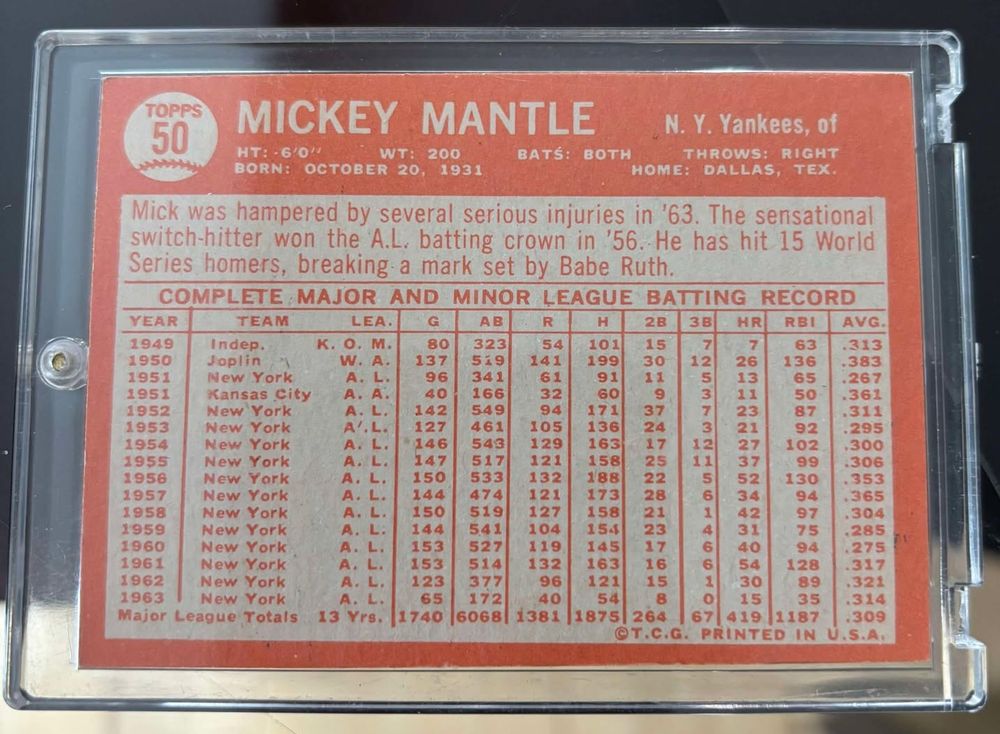 TOPPS
50
MICKEY MANTLE N. Y. Yankees, of
HT: 6'0" WT: 200 BATS: BOTH THROWS: RIGHT
BORN: OCTOBER 20, 1931 HOME: DALLAS, TEX.
Mick was hampered by several serious injuries in '63. The sensational
switch-hitter won the A.L. batting crown in '56. He has hit 15 World
Series homers, breaking a mark set by Babe Ruth.
COMPLETE MAJOR AND MINOR LEAGUE BATTING RECORD
YEAR TEAM LEA. G AB R H 2B 3B HR RBI AVG.
1949 Indep. K. O. M. 80 323 54 101 15 7 7 63 .313
1950 Joplin W. A. 137 519 141 199 30 12 26 136 .383
1951 New York A. L. 96 341 61 91 11 5 13 65 .267
1951 Kansas City A. A. 40 166 32 60 9 3 11 50 .361
1952 New York A. L. 142 549 94 171 37 7 23 87 .311
1953 New York A. L. 127 461 105 136 24 3 21 92 .295
1954 New York A. L. 146 543 129 163 17 12 27 102 .300
1955 New York A. L. 147 517 121 158 25 11 37 99 .306
1956 New York A. L. 150 533 132 188 22 5 52 130 .353
1957 New York A. L. 144 474 121 173 28 6 34 94 .365
1958 New York A. L. 150 519 127 158 21 1 42 97 .304
1959 New York A. L. 144 541 104 154 23 4 31 75 .285
1960 New York A. L. 153 527 119 145 17 6 40 94 .275
1961 New York A. L. 153 514 132 163 16 6 54 128 .317
1962 New York A. L. 123 377 96 121 15 1 30 89 .321
1963 New York A. L. 65 172 40 54 8 0 15 35 .314
Major League Totals 13 Yrs. 1740 6068 1381 1875 264 67 419 1187 .309
©T.C.G. PRINTED IN U.S.A.